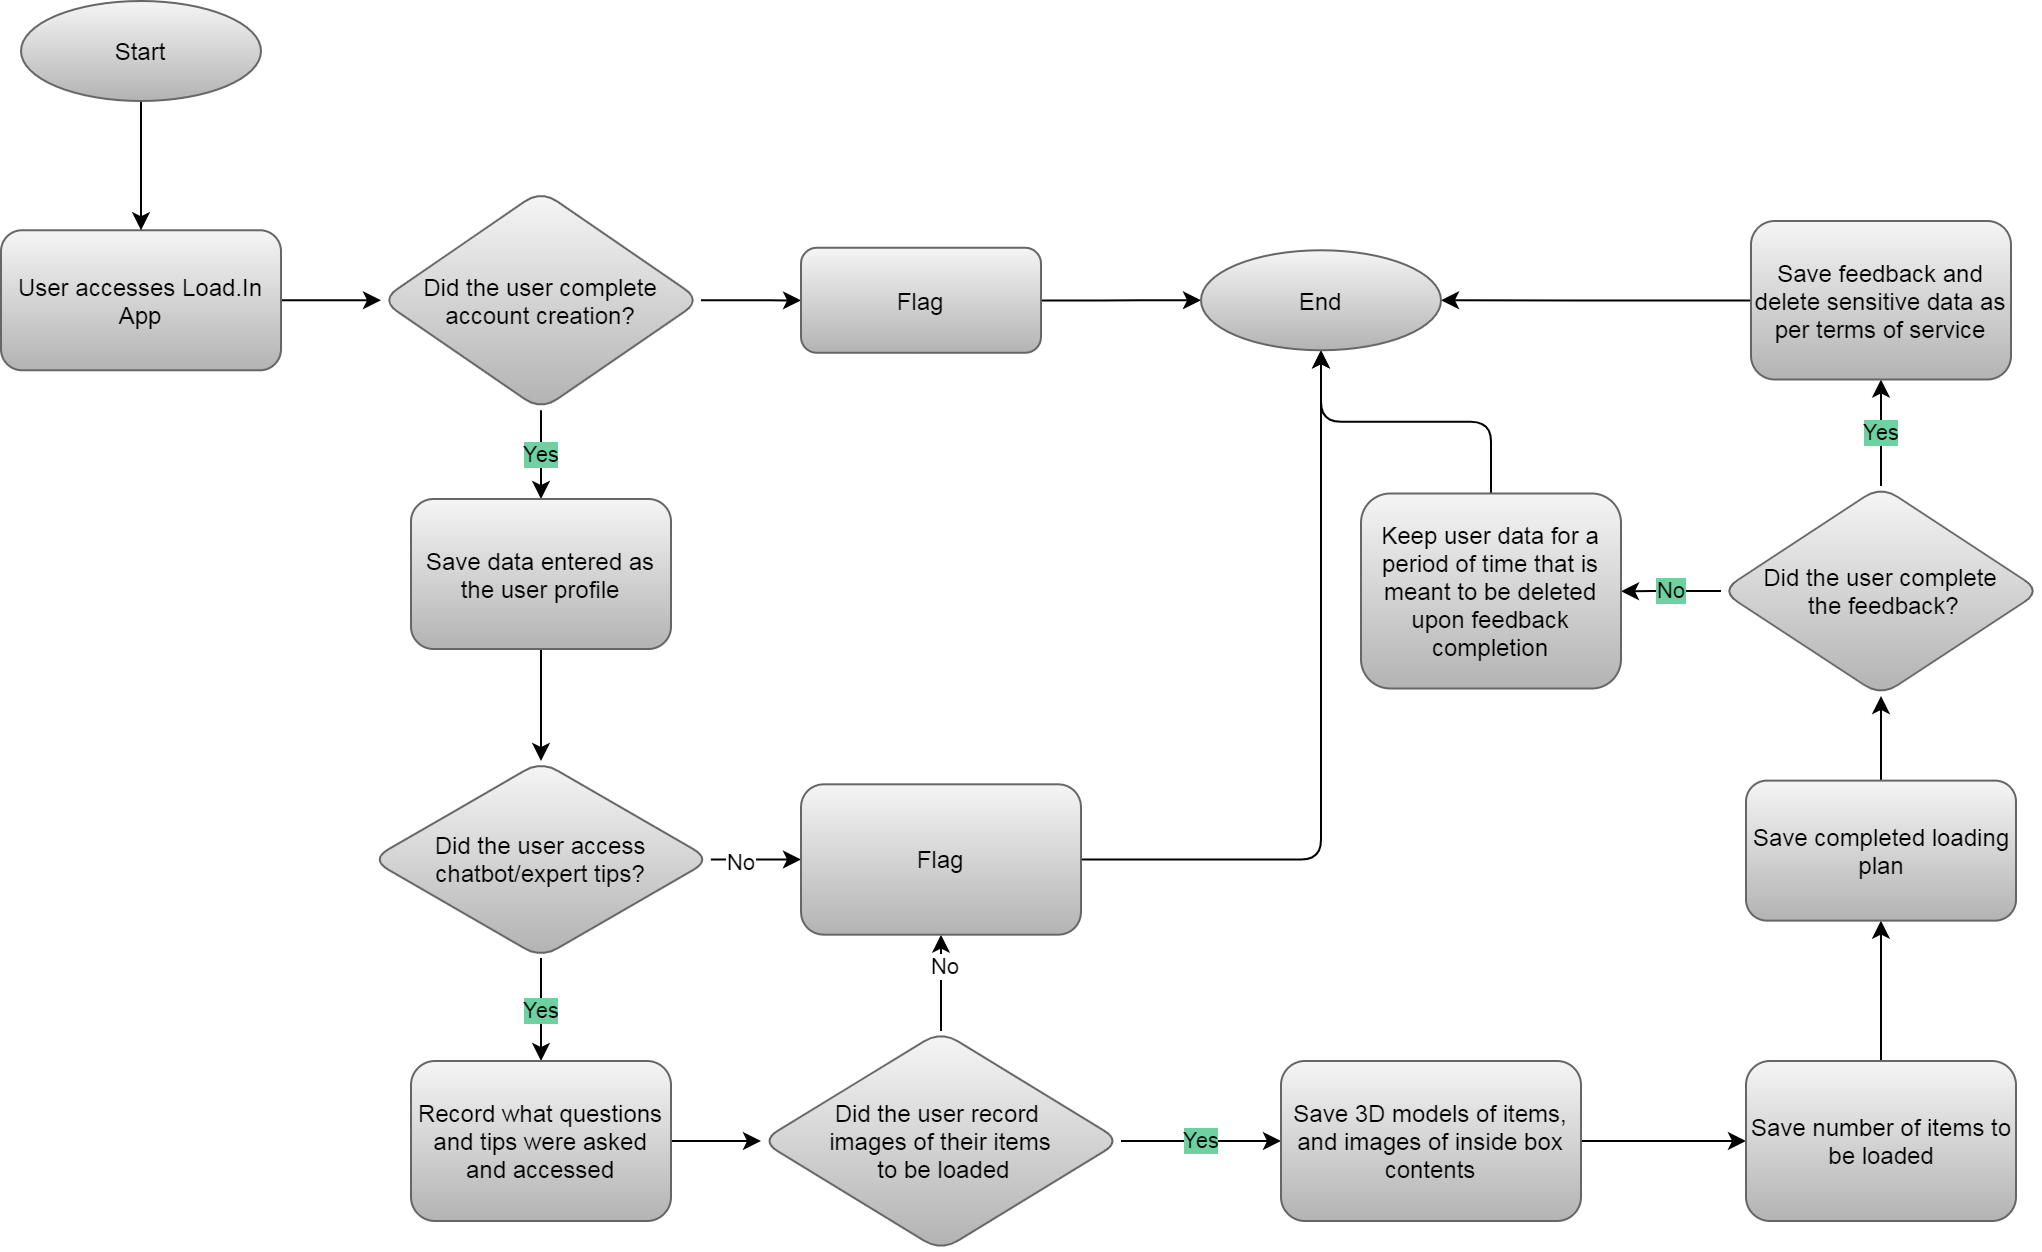 Start
User accesses Load.In
App
Did the user complete
account creation?
Flag
End
Save feedback and
delete sensitive data as
per terms of service
Yes
Yes
Save data entered as
the user profile
Keep user data for a
period of time that is
meant to be deleted
upon feedback
completion
No
Did the user complete
the feedback?
Did the user access
chatbot/expert tips?
No
Flag
Save completed loading
plan
No
Yes
Record what questions
and tips were asked
and accessed
Did the user record
images of their items
to be loaded
Yes
Save 3D models of items,
and images of inside box
contents
Save number of items to
be loaded